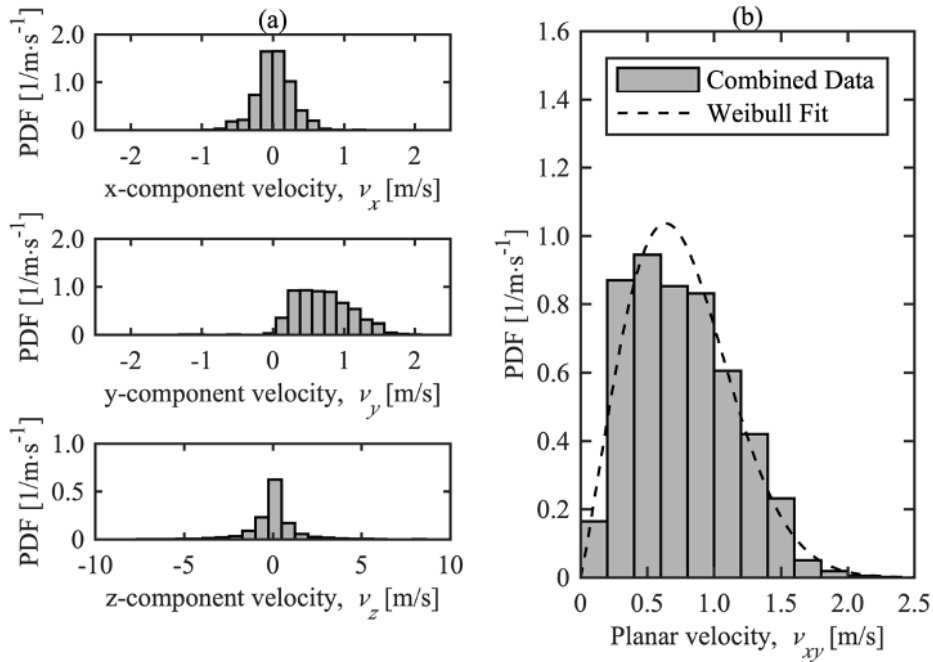 (a)
PDF [1/m·s⁻¹]
2.0
1.0
0
-2 -1 0 1 2
x-component velocity, νx [m/s]
PDF [1/m·s⁻¹]
2.0
1.0
0
-2 -1 0 1 2
y-component velocity, νy [m/s]
PDF [1/m·s⁻¹]
1.0
0.5
0
-10 -5 0 5 10
z-component velocity, νz [m/s]
(b)
Combined Data
Weibull Fit
PDF [1/m·s⁻¹]
1.6
1.4
1.2
1.0
0.8
0.6
0.4
0.2
0
0 0.5 1.0 1.5 2.0 2.5
Planar velocity, νxy [m/s]